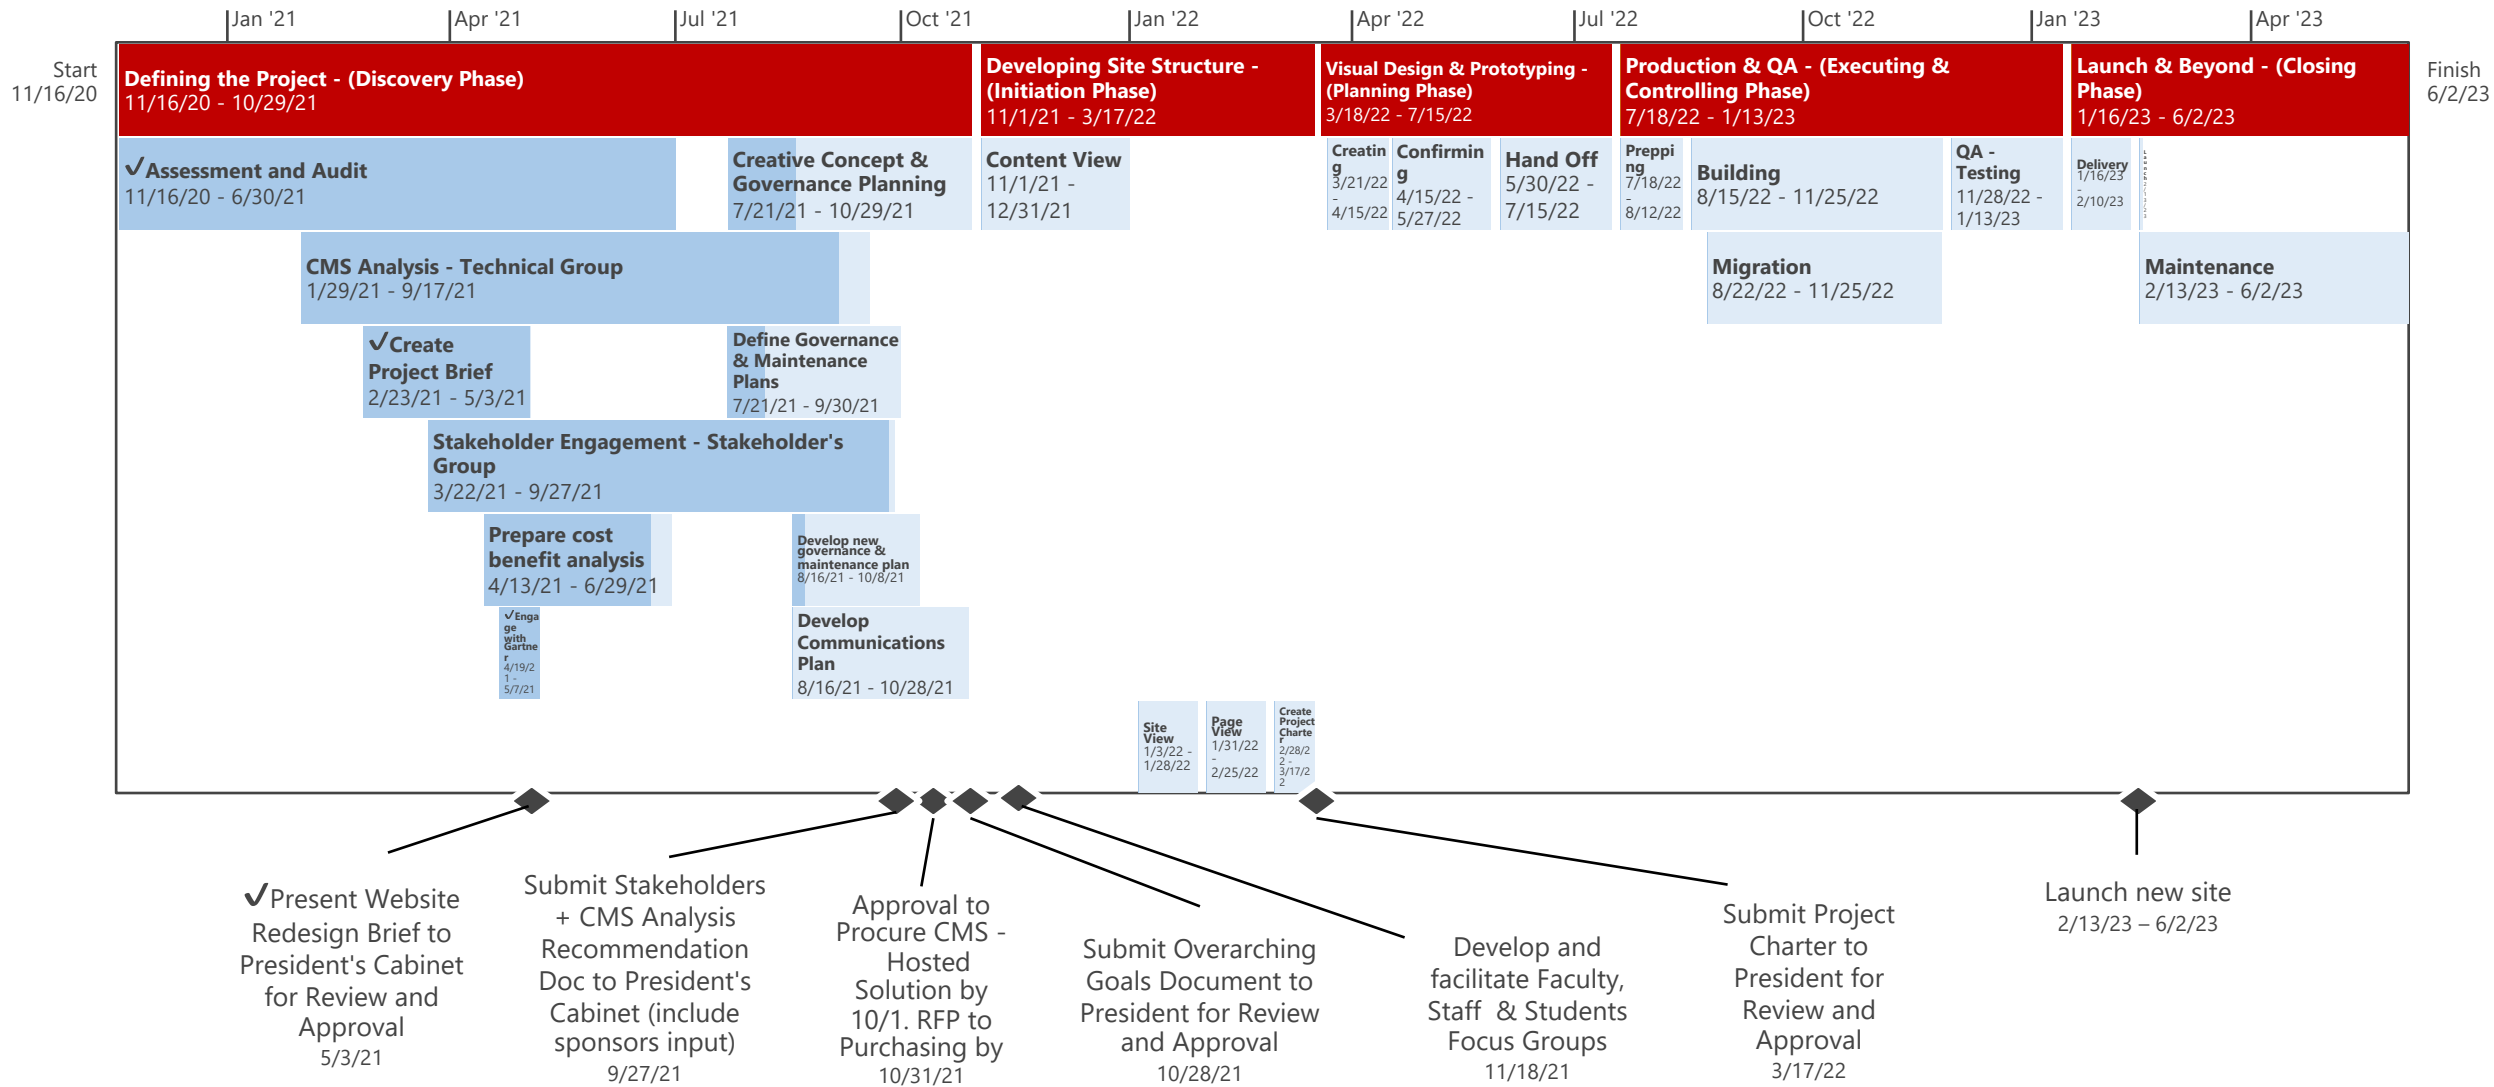 Jan '21
Apr '21
Jul '21
Oct '21
Jan '22
Apr '22
Jul '22
Oct '22
Jan '23
Apr '23
Start
11/16/20
Finish
6/2/23
Defining the Project - (Discovery Phase)
11/16/20 - 10/29/21
Developing Site Structure -
(Initiation Phase)
11/1/21 - 3/17/22
Visual Design & Prototyping -
(Planning Phase)
3/18/22 - 7/15/22
Production & QA - (Executing &
Controlling Phase)
7/18/22 - 1/13/23
Launch & Beyond - (Closing
Phase)
1/16/23 - 6/2/23
✓Assessment and Audit
11/16/20 - 6/30/21
Creative Concept &
Governance Planning
7/21/21 - 10/29/21
Content View
11/1/21 -
12/31/21
Creatin
g
3/21/22
-
4/15/22
Confirmin
g
4/15/22 -
5/27/22
Hand Off
5/30/22 -
7/15/22
Preppi
ng
7/18/22
-
8/12/22
Building
8/15/22 - 11/25/22
QA -
Testing
11/28/22 -
1/13/23
Delivery
1/16/23
-
2/10/23
CMS Analysis - Technical Group
1/29/21 - 9/17/21
Migration
8/22/22 - 11/25/22
Maintenance
2/13/23 - 6/2/23
✓Create
Project Brief
2/23/21 - 5/3/21
Define Governance
& Maintenance
Plans
7/21/21 - 9/30/21
Stakeholder Engagement - Stakeholder's
Group
3/22/21 - 9/27/21
Prepare cost
benefit analysis
4/13/21 - 6/29/21
Develop new
governance &
maintenance plan
8/16/21 - 10/8/21
✓Enga
ge
with
Gartne
r
4/19/2
1 -
5/7/21
Develop
Communications
Plan
8/16/21 - 10/28/21
Site
View
1/3/22 -
1/28/22
Page
View
1/31/22
-
2/25/22
Create
Project
Charte
r
2/28/2
2 -
3/17/2
2
✓Present Website
Redesign Brief to
President's Cabinet
for Review and
Approval
5/3/21
Submit Stakeholders
+ CMS Analysis
Recommendation
Doc to President's
Cabinet (include
sponsors input)
9/27/21
Approval to
Procure CMS -
Hosted
Solution by
10/1. RFP to
Purchasing by
10/31/21
Submit Overarching
Goals Document to
President for Review
and Approval
10/28/21
Develop and
facilitate Faculty,
Staff  & Students
Focus Groups
11/18/21
Submit Project
Charter to
President for
Review and
Approval
3/17/22
Launch new site
2/13/23 – 6/2/23